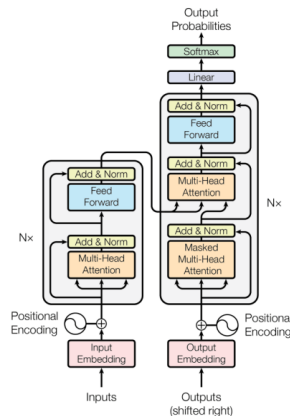 Output
Probabilities
Softmax
Linear
Add & Norm
Feed
Forward
Add & Norm
Multi-Head
Attention
Add & Norm
Masked
Multi-Head
Attention
N×
Positional
Encoding
Output
Embedding
Outputs
(shifted right)
Add & Norm
Feed
Forward
Add & Norm
Multi-Head
Attention
N×
Positional
Encoding
Input
Embedding
Inputs